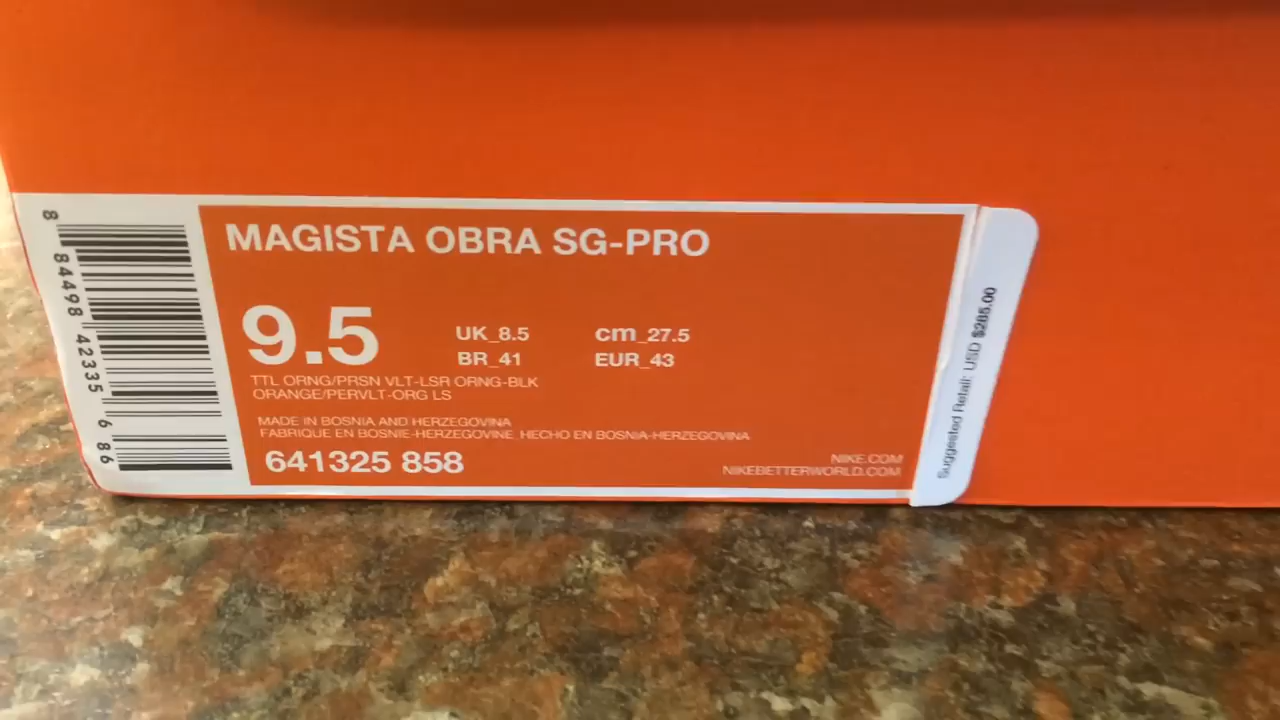 MAGISTA OBRA SG-PRO
9.5
UK_8.5 cm_27.5
BR_41 EUR_43
TTL ORNG/PRSN VLT-LSR ORNG-BLK
ORANGE/PERVLT-ORG LS
MADE IN BOSNIA AND HERZEGOVINA
FABRIQUE EN BOSNIE-HERZEGOVINE HECHO EN BOSNIA-HERZEGOVINA
641325 858
NIKE.COM
NIKEBETTERWORLD.COM
8 84498 42335 6 86
Suggested Retail: USD $285.00